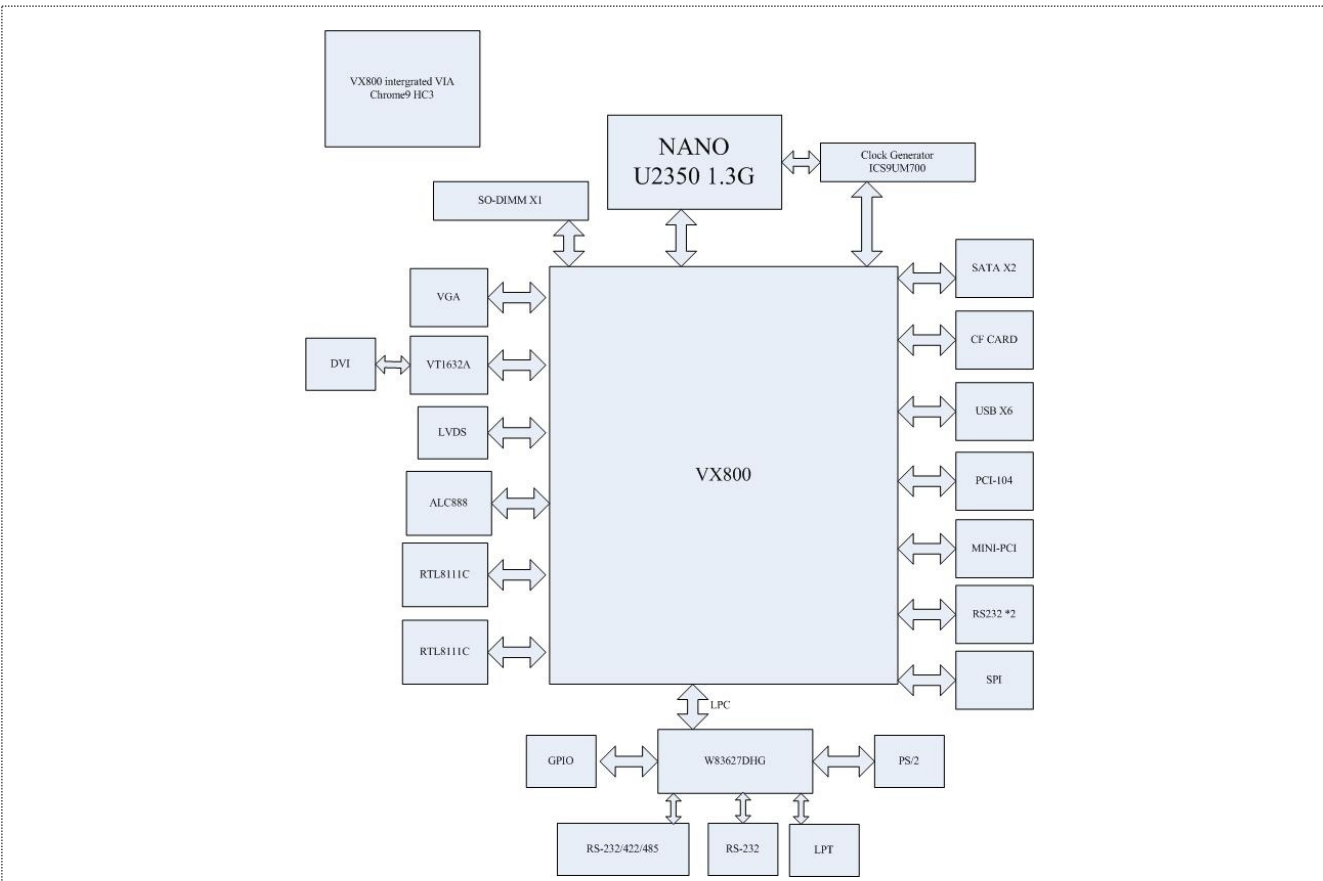 VX800 intergrated VIA
Chrome9 HC3
NANO
U2350 1.3G
Clock Generator
ICS9UM700
SO-DIMM X1
SATA X2
VGA
CF CARD
DVI
VT1632A
USB X6
LVDS
VX800
PCI-104
ALC888
MINI-PCI
RTL8111C
RS232 *2
RTL8111C
SPI
LPC
GPIO
W83627DHG
PS/2
RS-232/422/485
RS-232
LPT